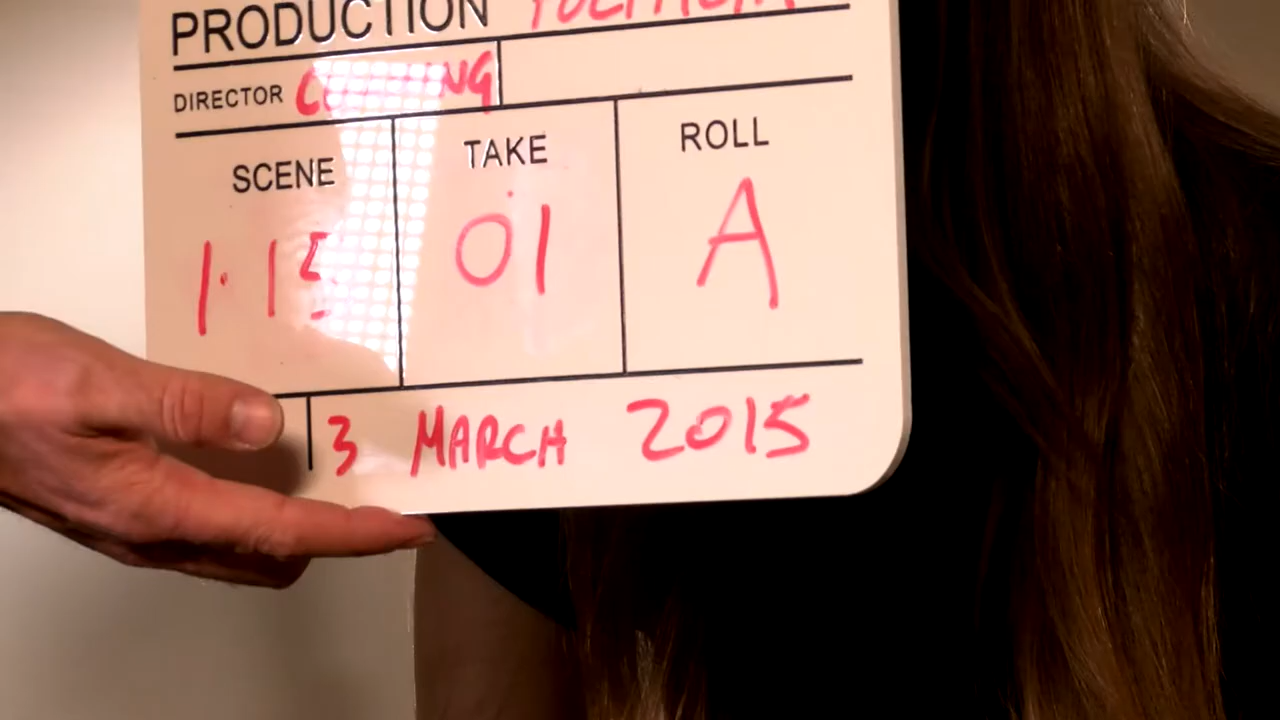 PRODUCTION
DIRECTOR
SCENE TAKE ROLL
01 A
3 MARCH 2015